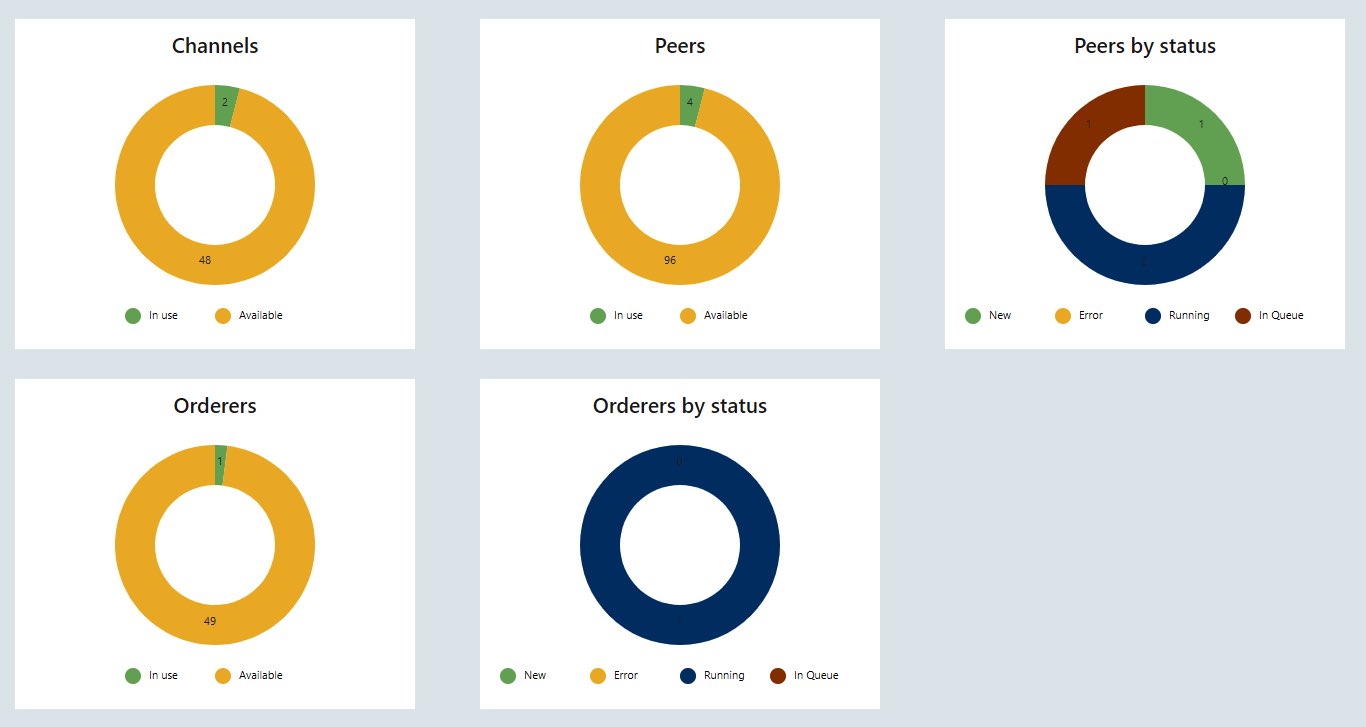 Channels
2
48
In use
Available
Peers
4
96
In use
Available
Peers by status
1
1
0
2
New
Error
Running
In Queue
Orderers
1
49
In use
Available
Orderers by status
0
New
Error
Running
In Queue